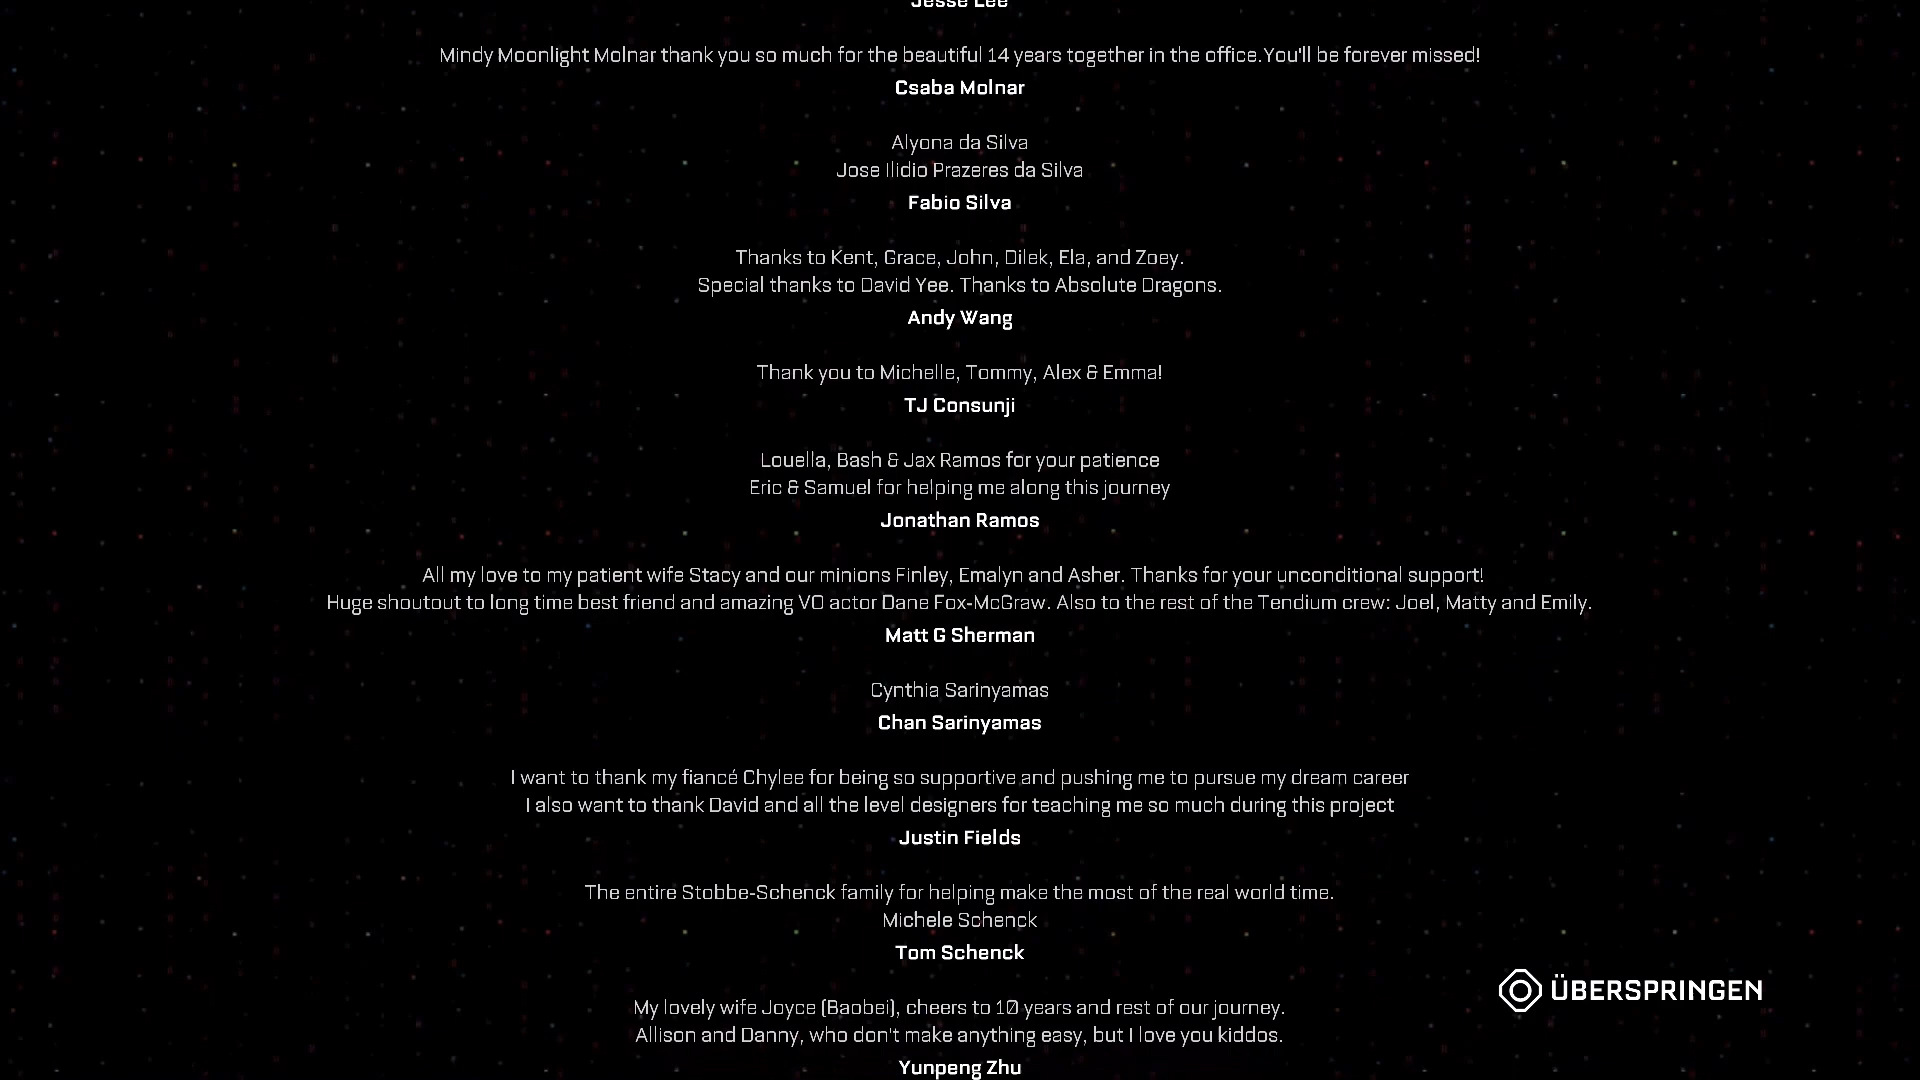 Jesse Lee
Mindy Moonlight Molnar thank you so much for the beautiful 14 years together in the office.You'll be forever missed!
Csaba Molnar
Alyona da Silva
Jose Ilidio Prazeres da Silva
Fabio Silva
Thanks to Kent, Grace, John, Dilek, Ela, and Zoey.
Special thanks to David Yee. Thanks to Absolute Dragons.
Andy Wang
Thank you to Michelle, Tommy, Alex & Emma!
TJ Consunji
Louella, Bash & Jax Ramos for your patience
Eric & Samuel for helping me along this journey
Jonathan Ramos
All my love to my patient wife Stacy and our minions Finley, Emalyn and Asher. Thanks for your unconditional support!
Huge shoutout to long time best friend and amazing VO actor Dane Fox-McGraw. Also to the rest of the Tendium crew: Joel, Matty and Emily.
Matt G Sherman
Cynthia Sarinyamas
Chan Sarinyamas
I want to thank my fiancé Chylee for being so supportive and pushing me to pursue my dream career
I also want to thank David and all the level designers for teaching me so much during this project
Justin Fields
The entire Stobbe-Schenck family for helping make the most of the real world time.
Michele Schenck
Tom Schenck
ÜBERSPRINGEN
My lovely wife Joyce (Baobei), cheers to 10 years and rest of our journey.
Allison and Danny, who don't make anything easy, but I love you kiddos.
Yunpeng Zhu